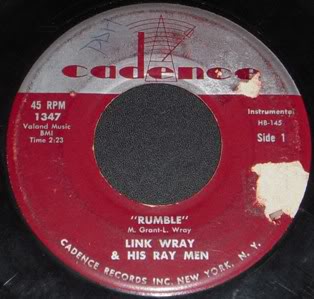 cadence
45 RPM
1347
Valand Music
BMI
Time 2:23
Instrumental
HB-145
Side 1
"RUMBLE"
M. Grant-L. Wray
LINK WRAY
& HIS RAY MEN
CADENCE RECORDS INC. NEW YORK, N. Y.